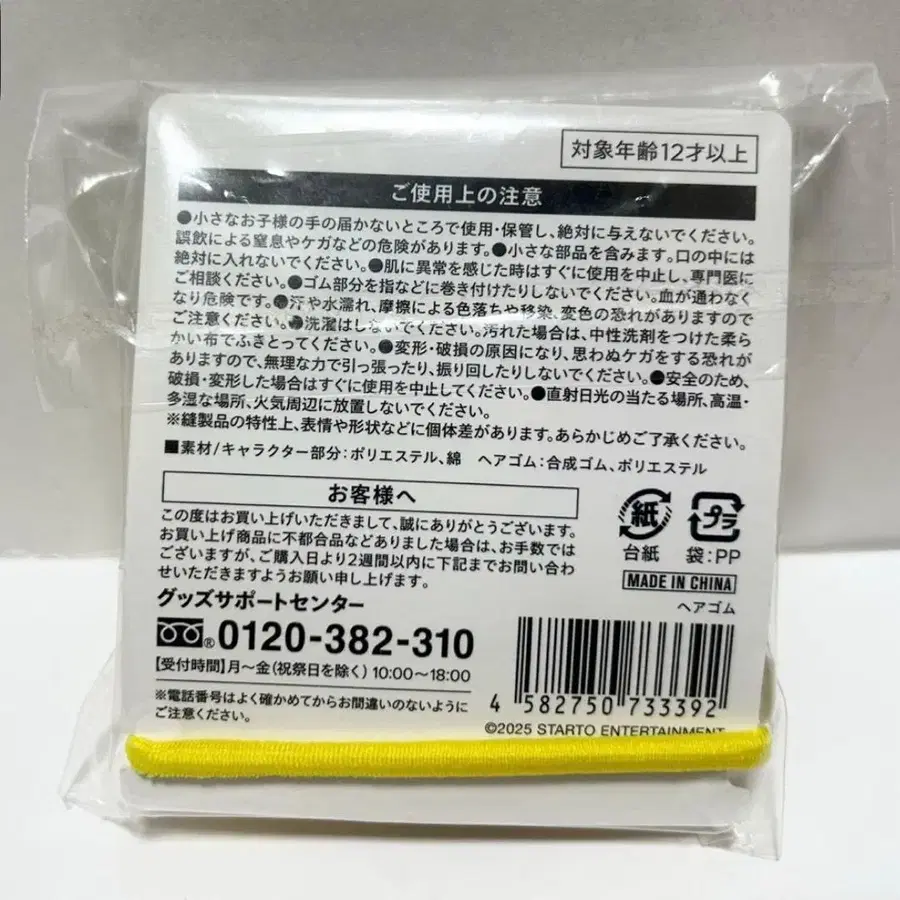 対象年齢12才以上
ご使用上の注意
●小さなお子様の手の届かないところで使用・保管し、絶対に与えないでください。
誤飲による窒息やケガなどの危険があります。●小さな部品を含みます。口の中には
絶対に入れないでください。●肌に異常を感じた時はすぐに使用を中止し、専門医に
ご相談ください。●ゴム部分を指などに巻き付けたりしないでください。血が通わなく
なり危険です。●汗や水濡れ、摩擦による色落ちや移染、変色の恐れがありますので
ご注意ください。●洗濯はしないでください。汚れた場合は、中性洗剤をつけた柔ら
かい布でふきとってください。●変形・破損の原因になり、思わぬケガをする恐れが
ありますので、無理な力で引っ張ったり、振り回したりしないでください。●安全のため、
破損・変形した場合はすぐに使用を中止してください。●直射日光の当たる場所、高温・
多湿な場所、火気周辺に放置しないでください。
※縫製品の特性上、表情や形状などに個体差があります。あらかじめご了承ください。
■素材/キャラクター部分:ポリエステル、綿 ヘアゴム:合成ゴム、ポリエステル
お客様へ
この度はお買い上げいただきまして、誠にありがとうございます。
お買い上げ商品に不都合品などありました場合は、お手数では
ございますが、ご購入日より2週間以内に下記までお問い合わ
せいただきますようお願い申し上げます。
グッズサポートセンター
®0120-382-310
【受付時間】月〜金(祝祭日を除く)10:00〜18:00
※電話番号はよく確かめてからお間違いのないように
ご注意ください。
紙
台紙
プラ
袋:PP
MADE IN CHINA
ヘアゴム
4 582750 733392
©2025 STARTO ENTERTAINMENT